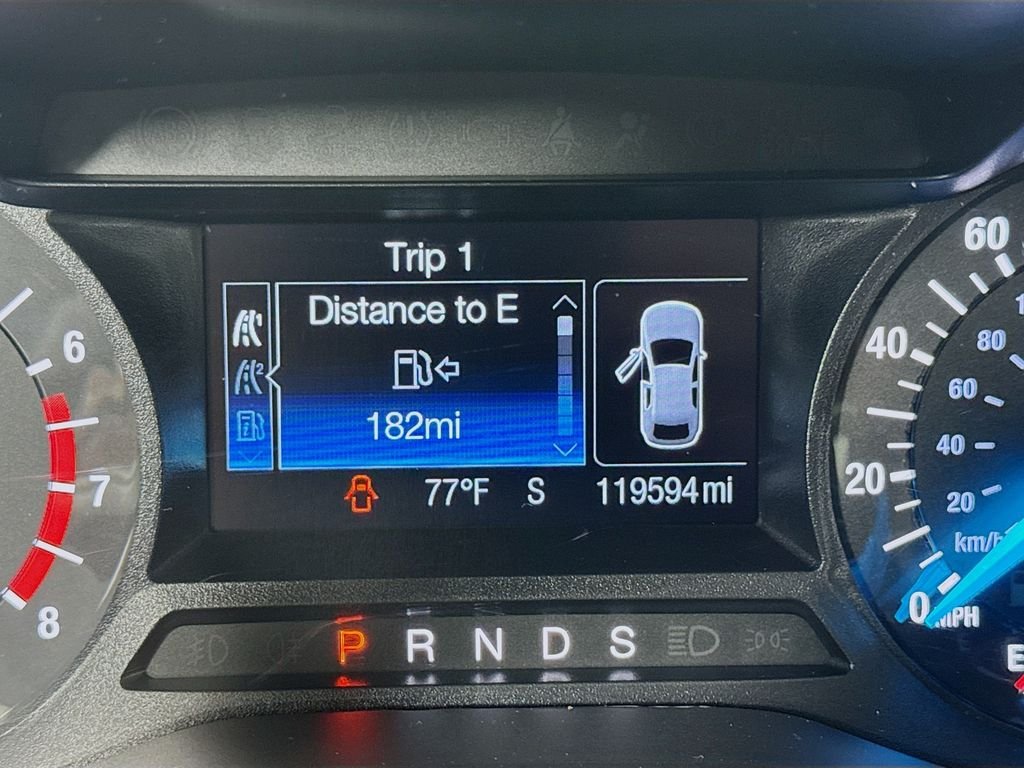 Trip 1
Distance to E
182mi
77°F S 119594mi
6
7
8
P R N D S
60
40
20
0 MPH
80
60
40
20
km/h
E